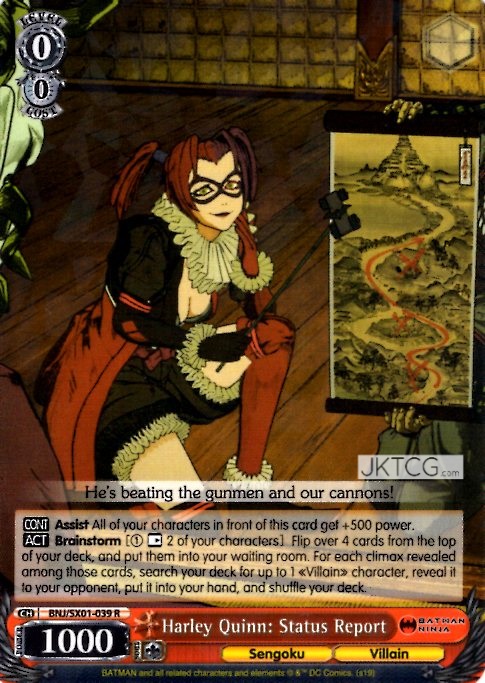 LEVEL
0
0
COST
JKTCG.com
He's beating the gunmen and our cannons!
CONT Assist All of your characters in front of this card get +500 power.
ACT Brainstorm [① 2 of your characters] Flip over 4 cards from the top
of your deck, and put them into your waiting room. For each climax revealed
among those cards, search your deck for up to 1 «Villain» character, reveal it
to your opponent, put it into your hand, and shuffle your deck.
CH BNJ/SX01-039 R
POWER 1000 SOUL
Harley Quinn: Status Report
BATMAN
NINJA
Sengoku Villain
BATMAN and all related characters and elements © & ™ DC Comics. (s19)